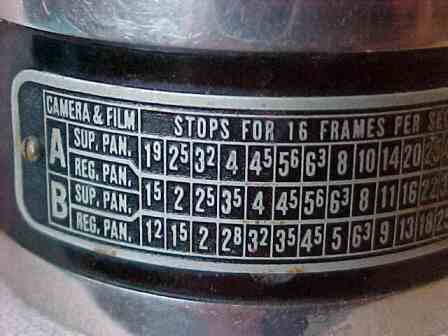 CAMERA & FILM STOPS FOR 16 FRAMES PER
A SUP. PAN. 19 25 32 4 45 56 63 8 10 14 20
REG. PAN.
B SUP. PAN. 15 2 25 35 4 45 56 63 8 11 16 22
REG. PAN. 12 15 2 28 32 35 45 5 63 9 13 18